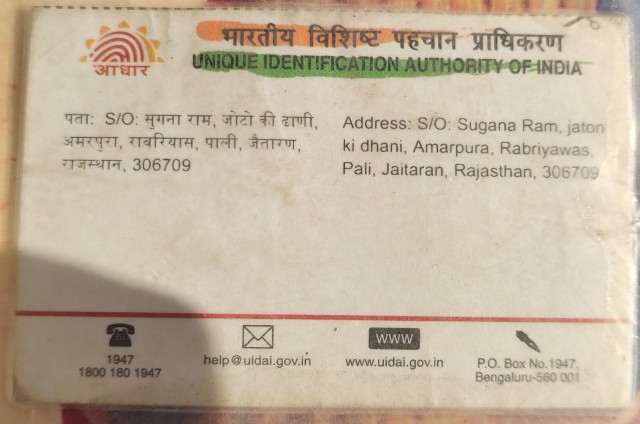 भारतीय विशिष्ट पहचान प्राधिकरण
आधार
UNIQUE IDENTIFICATION AUTHORITY OF INDIA
पता: S/O: सुगना राम, जोटो की ढाणी,
अमरपुरा, राबरियास, पाली, जैतारण,
राजस्थान, 306709
Address: S/O: Sugana Ram, jaton
ki dhani, Amarpura, Rabriyawas,
Pali, Jaitaran, Rajasthan, 306709
1947
1800 180 1947
help@uidai.gov.in
www
www.uidai.gov.in
P.O. Box No.1947,
Bengaluru-560 001